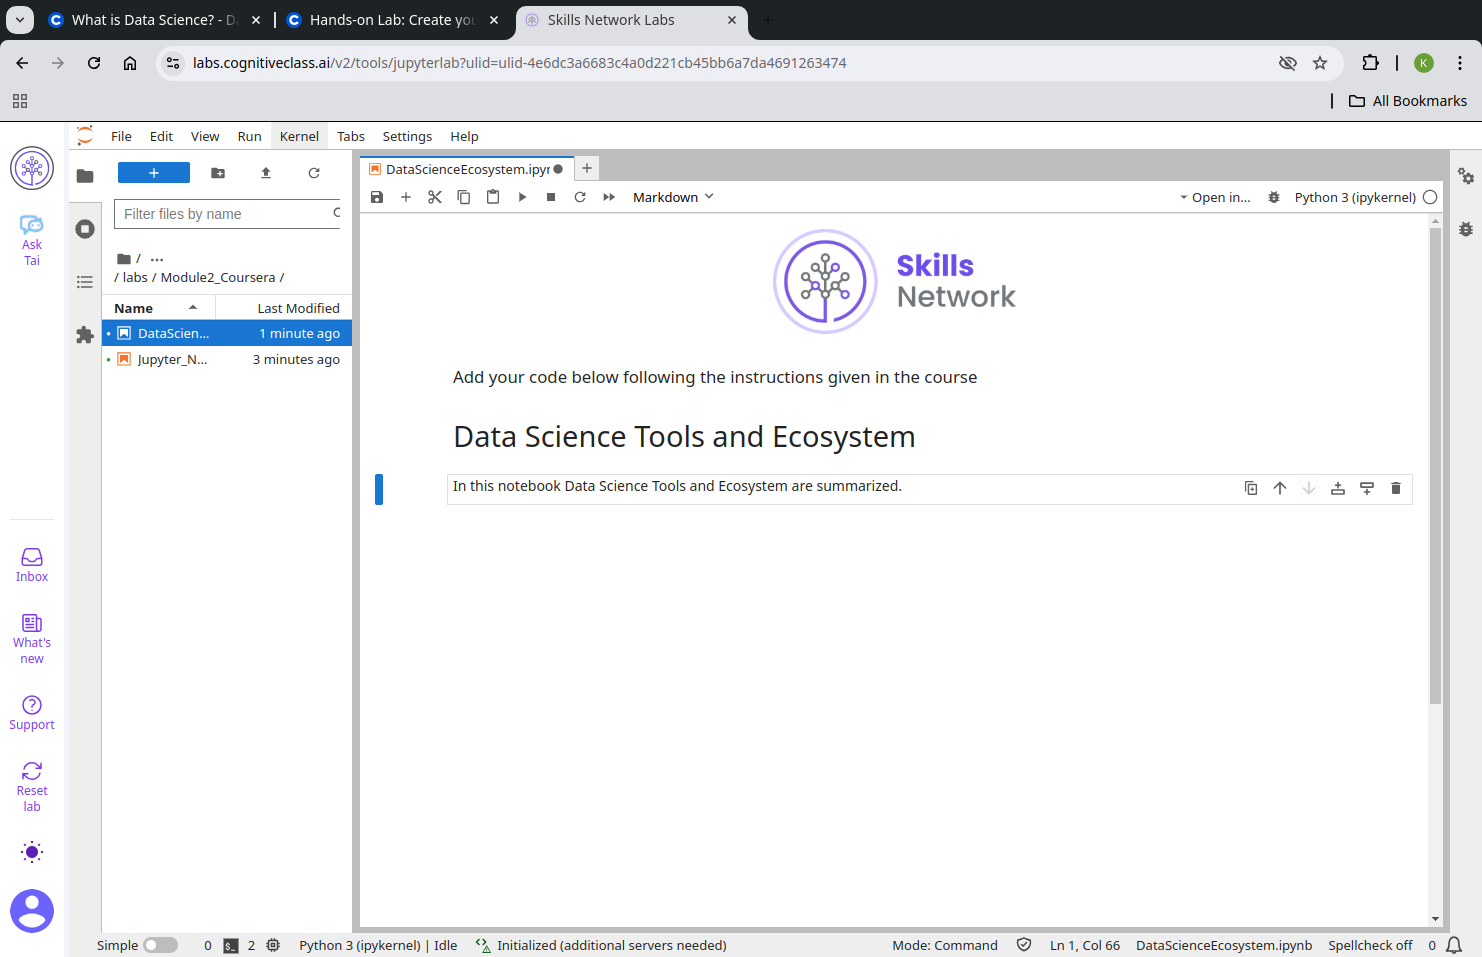 What is Data Science? - D
Hands-on Lab: Create you
Skills Network Labs
labs.cognitiveclass.ai/v2/tools/jupyterlab?ulid=ulid-4e6dc3a6683c4a0d221cb45bb6a7da4691263474
K
All Bookmarks
File Edit View Run Kernel Tabs Settings Help
Ask
Tai
Inbox
What's
new
Support
Reset
lab
+
Filter files by name
/ ...
/ labs / Module2_Coursera /
Name Last Modified
DataScien... 1 minute ago
Jupyter_N... 3 minutes ago
DataScienceEcosystem.ipyr
Markdown
Open in...
Python 3 (ipykernel)
Skills
Network
Add your code below following the instructions given in the course
Data Science Tools and Ecosystem
In this notebook Data Science Tools and Ecosystem are summarized.
Simple 0 $_ 2 Python 3 (ipykernel) | Idle Initialized (additional servers needed) Mode: Command Ln 1, Col 66 DataScienceEcosystem.ipynb Spellcheck off 0